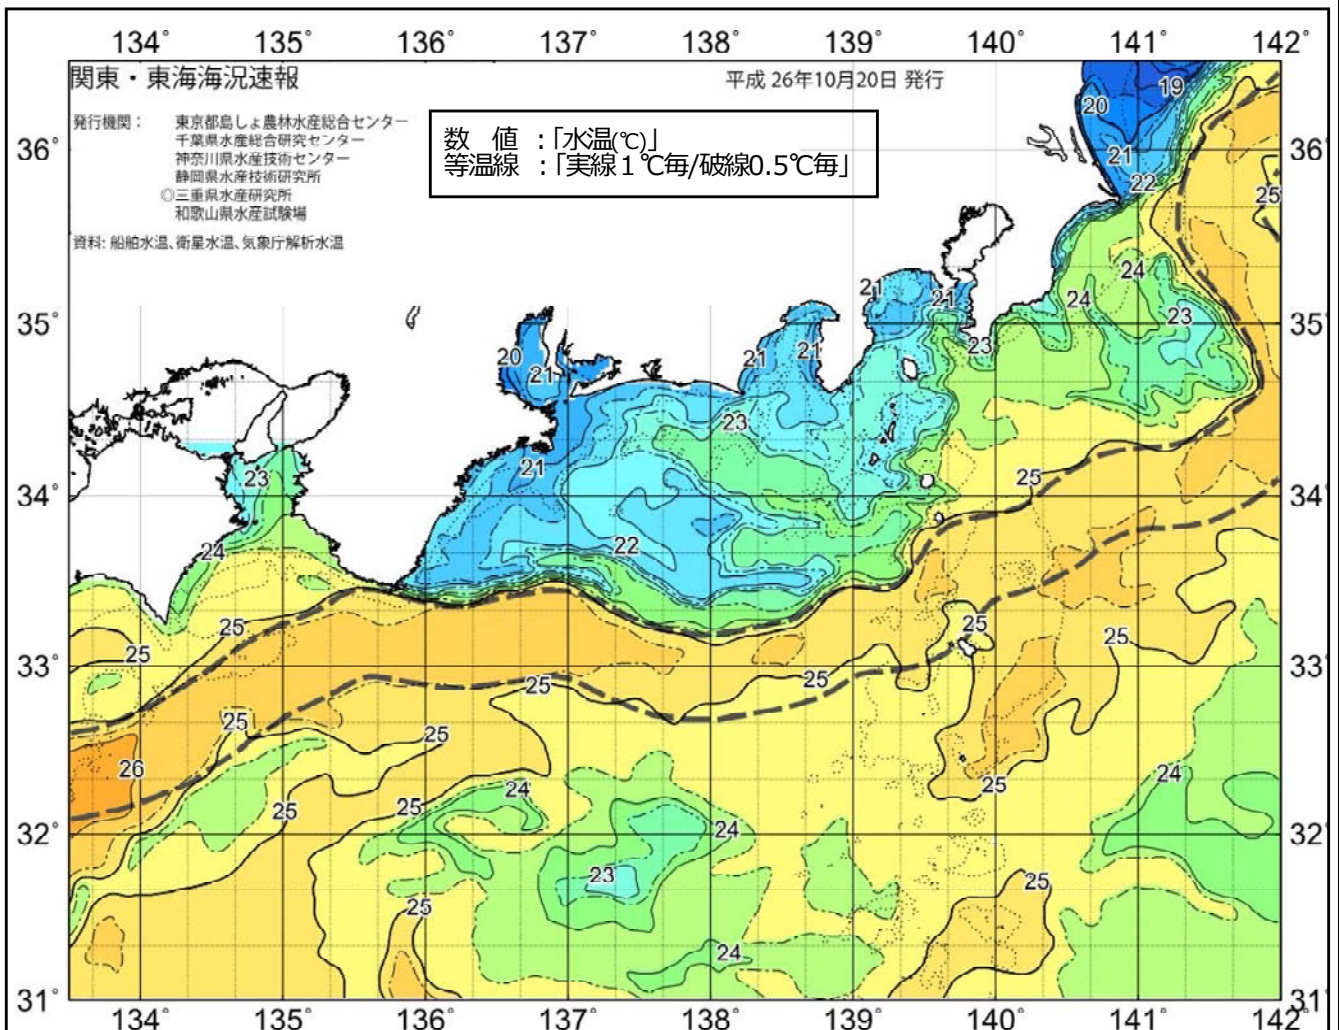 134° 135° 136° 137° 138° 139° 140° 141° 142°
関東・東海海況速報
平成 26年10月20日 発行
発行機関： 東京都島しょ農林水産総合センター
千葉県水産総合研究センター
神奈川県水産技術センター
静岡県水産技術研究所
◎三重県水産研究所
和歌山県水産試験場
資料: 船舶水温、衛星水温、気象庁解析水温
数　値　：「水温(℃)」
等温線　：「実線１℃毎/破線0.5℃毎」
19
20
36° 36°
21
22
25
24
21 21 24
23
35° 35°
23
20 21 21 21
23
23 21
25
34° 34°
24 22
25 25 25
25
33° 33°
25 25
25 25
26 24
25 25 24
25
32° 24 32°
23
25 25
24
31° 31°
134° 135° 136° 137° 138° 139° 140° 141° 142°